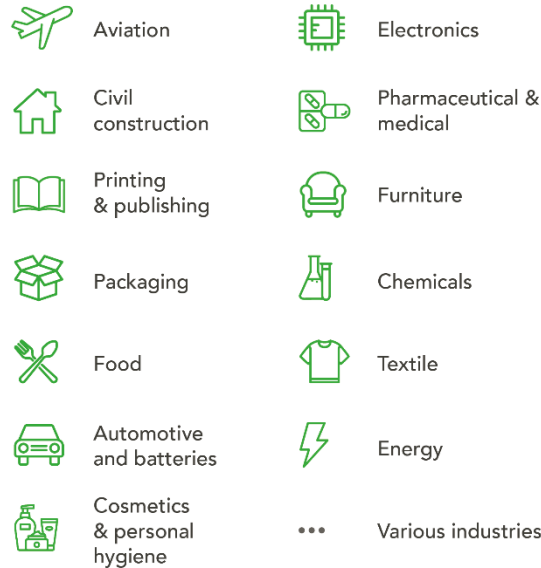 Aviation
Electronics
Civil
construction
Pharmaceutical &
medical
Printing
& publishing
Furniture
Packaging
Chemicals
Food
Textile
Automotive
and batteries
Energy
Cosmetics
& personal
hygiene
Various industries